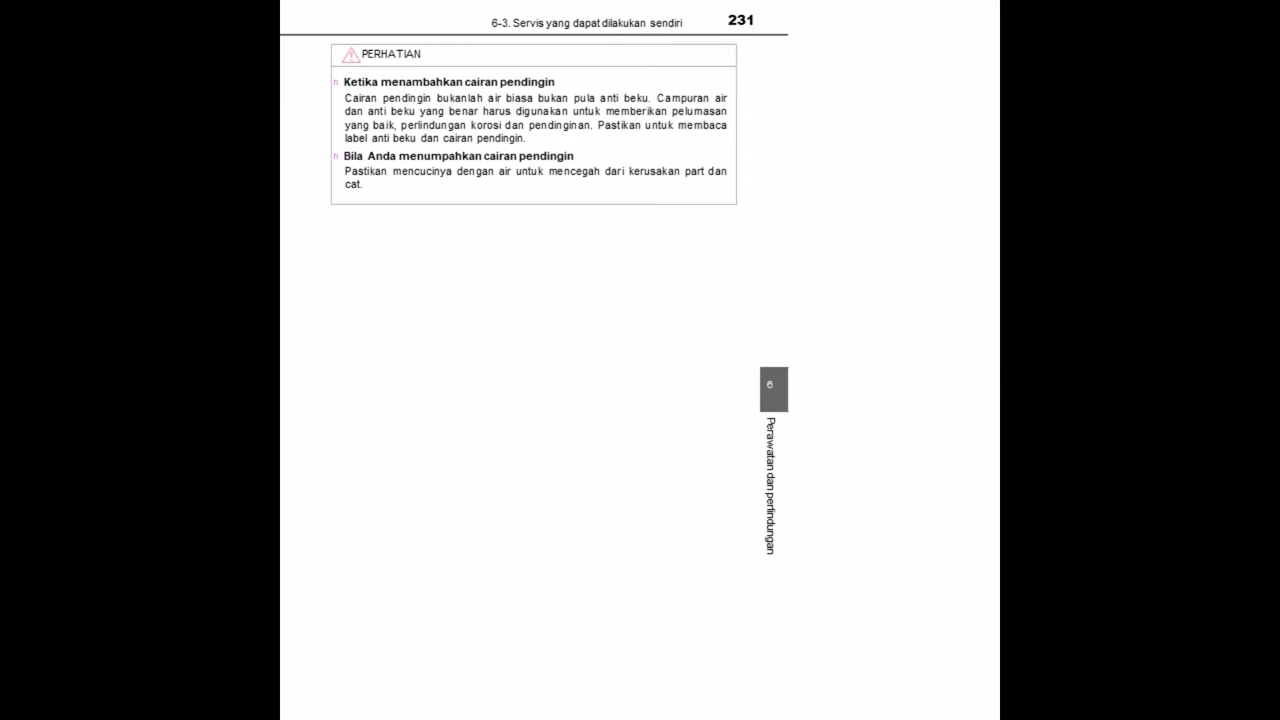 6-3. Servis yang dapat dilakukan sendiri 231
PERHATIAN
n Ketika menambahkan cairan pendingin
Cairan pendingin bukanlah air biasa bukan pula anti beku. Campuran air
dan anti beku yang benar harus digunakan untuk memberikan pelumasan
yang baik, perlindungan korosi dan pendinginan. Pastikan untuk membaca
label anti beku dan cairan pendingin.
n Bila Anda menumpahkan cairan pendingin
Pastikan mencucinya dengan air untuk mencegah dari kerusakan part dan
cat.
6
Perawatan dan perlindungan